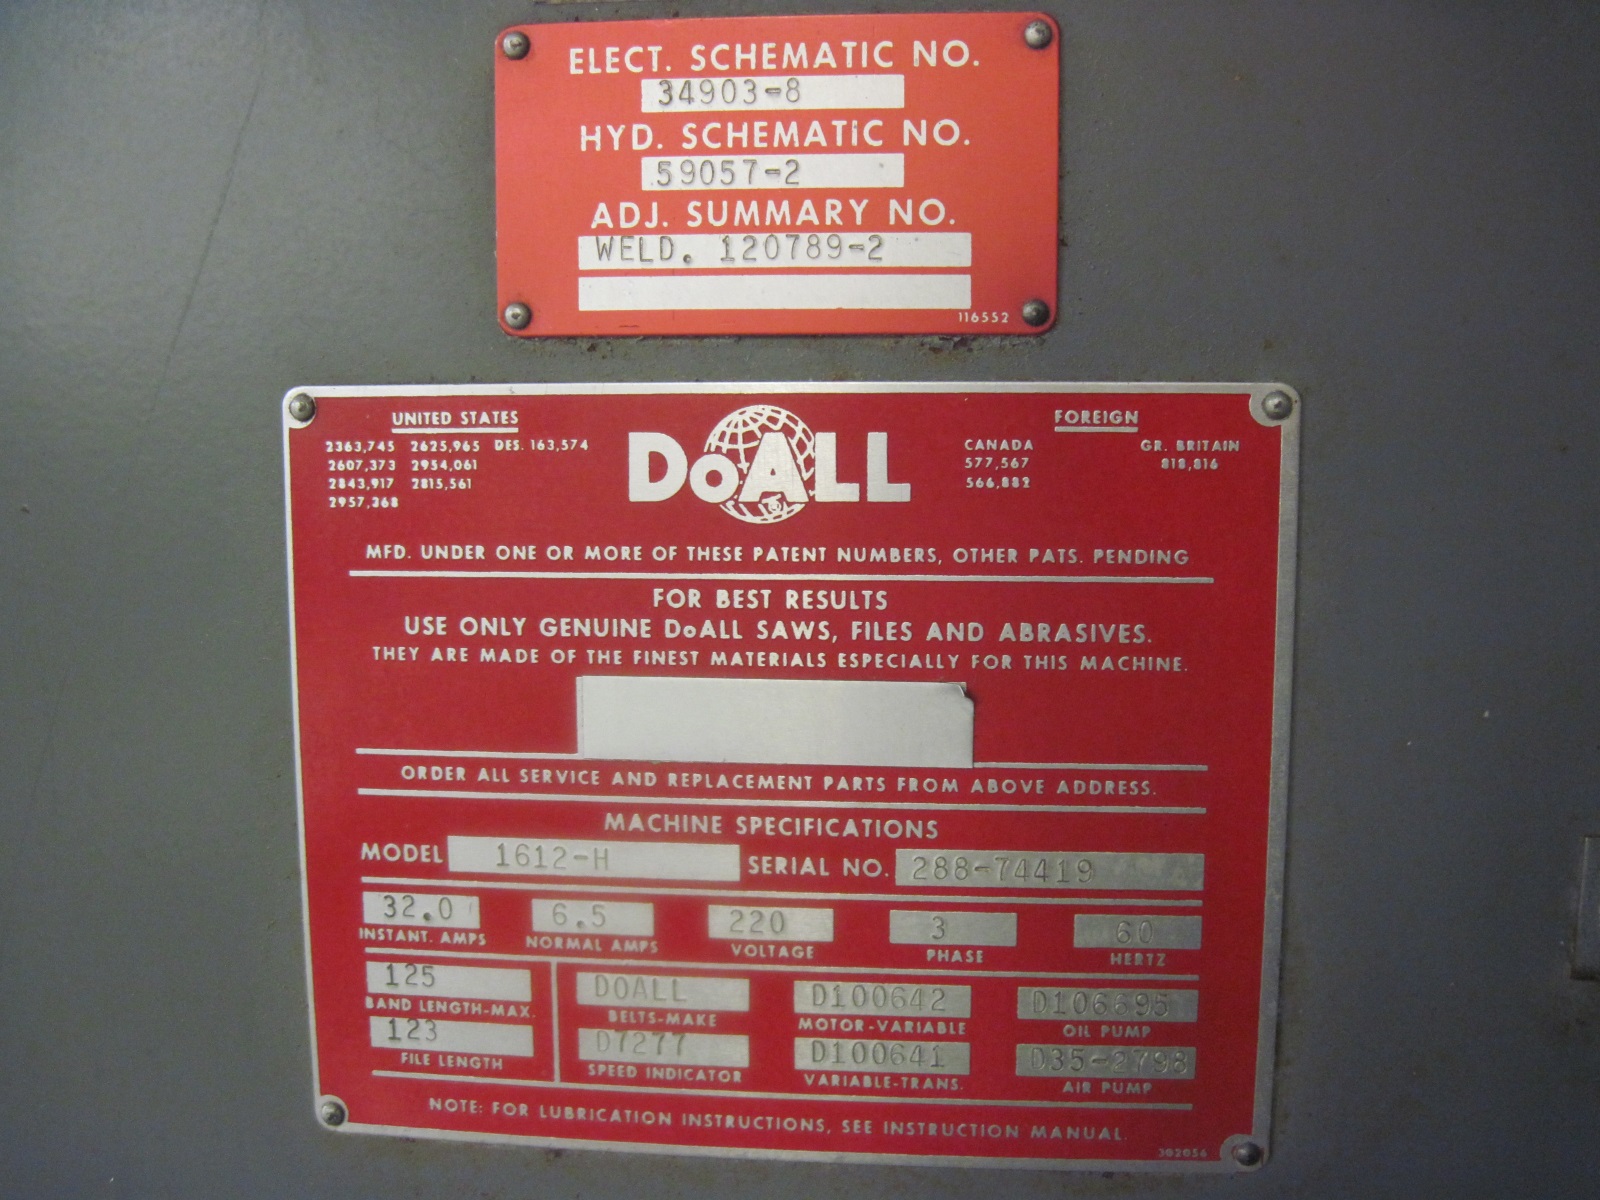 ELECT. SCHEMATIC NO.
34903-8
HYD. SCHEMATIC NO.
59057-2
ADJ. SUMMARY NO.
WELD. 120789-2
116552
UNITED STATES
2363,745 2625,965 DES. 163,574
2607,373 2954,061
2843,917 2815,561
2957,368
DoALL
FOREIGN
CANADA GR. BRITAIN
577,567 818,816
566,882
MFD. UNDER ONE OR MORE OF THESE PATENT NUMBERS, OTHER PATS. PENDING
FOR BEST RESULTS
USE ONLY GENUINE DoALL SAWS, FILES AND ABRASIVES.
THEY ARE MADE OF THE FINEST MATERIALS ESPECIALLY FOR THIS MACHINE.
ORDER ALL SERVICE AND REPLACEMENT PARTS FROM ABOVE ADDRESS.
MACHINE SPECIFICATIONS
MODEL 1612-H SERIAL NO. 288-74419
32.0 6.5 220 3 60
INSTANT. AMPS NORMAL AMPS VOLTAGE PHASE HERTZ
125 DOALL D100642 D106695
BAND LENGTH-MAX. BELTS-MAKE MOTOR-VARIABLE OIL PUMP
123 D7277 D100641 D35-2798
FILE LENGTH SPEED INDICATOR VARIABLE-TRANS. AIR PUMP
NOTE: FOR LUBRICATION INSTRUCTIONS, SEE INSTRUCTION MANUAL.
302056